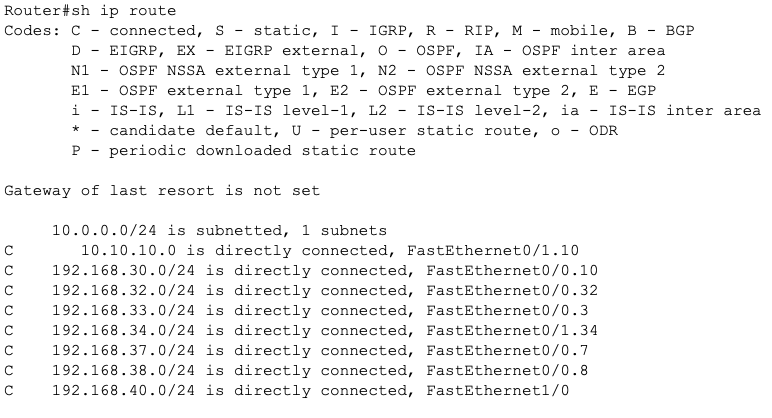 Router#sh ip route
Codes: C - connected, S - static, I - IGRP, R - RIP, M - mobile, B - BGP
       D - EIGRP, EX - EIGRP external, O - OSPF, IA - OSPF inter area
       N1 - OSPF NSSA external type 1, N2 - OSPF NSSA external type 2
       E1 - OSPF external type 1, E2 - OSPF external type 2, E - EGP
       i - IS-IS, L1 - IS-IS level-1, L2 - IS-IS level-2, ia - IS-IS inter area
       * - candidate default, U - per-user static route, o - ODR
       P - periodic downloaded static route

Gateway of last resort is not set

     10.0.0.0/24 is subnetted, 1 subnets
C       10.10.10.0 is directly connected, FastEthernet0/1.10
C    192.168.30.0/24 is directly connected, FastEthernet0/0.10
C    192.168.32.0/24 is directly connected, FastEthernet0/0.32
C    192.168.33.0/24 is directly connected, FastEthernet0/0.3
C    192.168.34.0/24 is directly connected, FastEthernet0/1.34
C    192.168.37.0/24 is directly connected, FastEthernet0/0.7
C    192.168.38.0/24 is directly connected, FastEthernet0/0.8
C    192.168.40.0/24 is directly connected, FastEthernet1/0